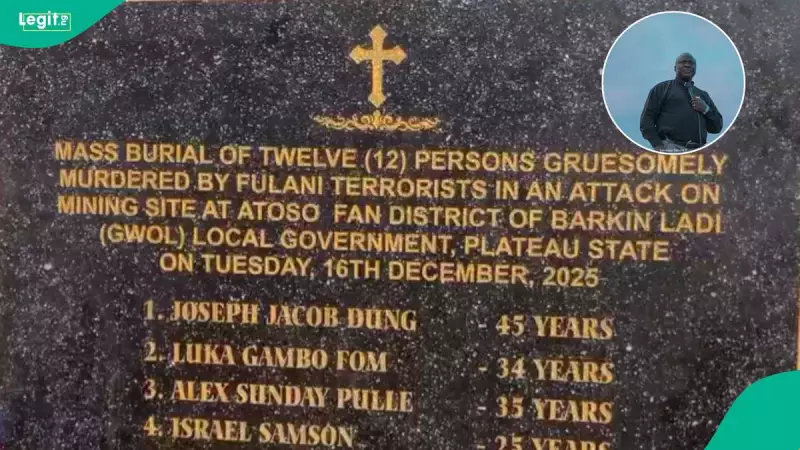 Legit.NG
MASS BURIAL OF TWELVE (12) PERSONS GRUESOMELY
MURDERED BY FULANI TERRORISTS IN AN ATTACK ON
MINING SITE AT ATOSO FAN DISTRICT OF BARKIN LADI
(GWOL) LOCAL GOVERNMENT, PLATEAU STATE
ON TUESDAY, 16TH DECEMBER, 2025
1. JOSEPH JACOB DUNG - 45 YEARS
2. LUKA GAMBO FOM - 34 YEARS
3. ALEX SUNDAY PULLE - 35 YEARS
4. ISRAEL SAMSON - 25 YEARS